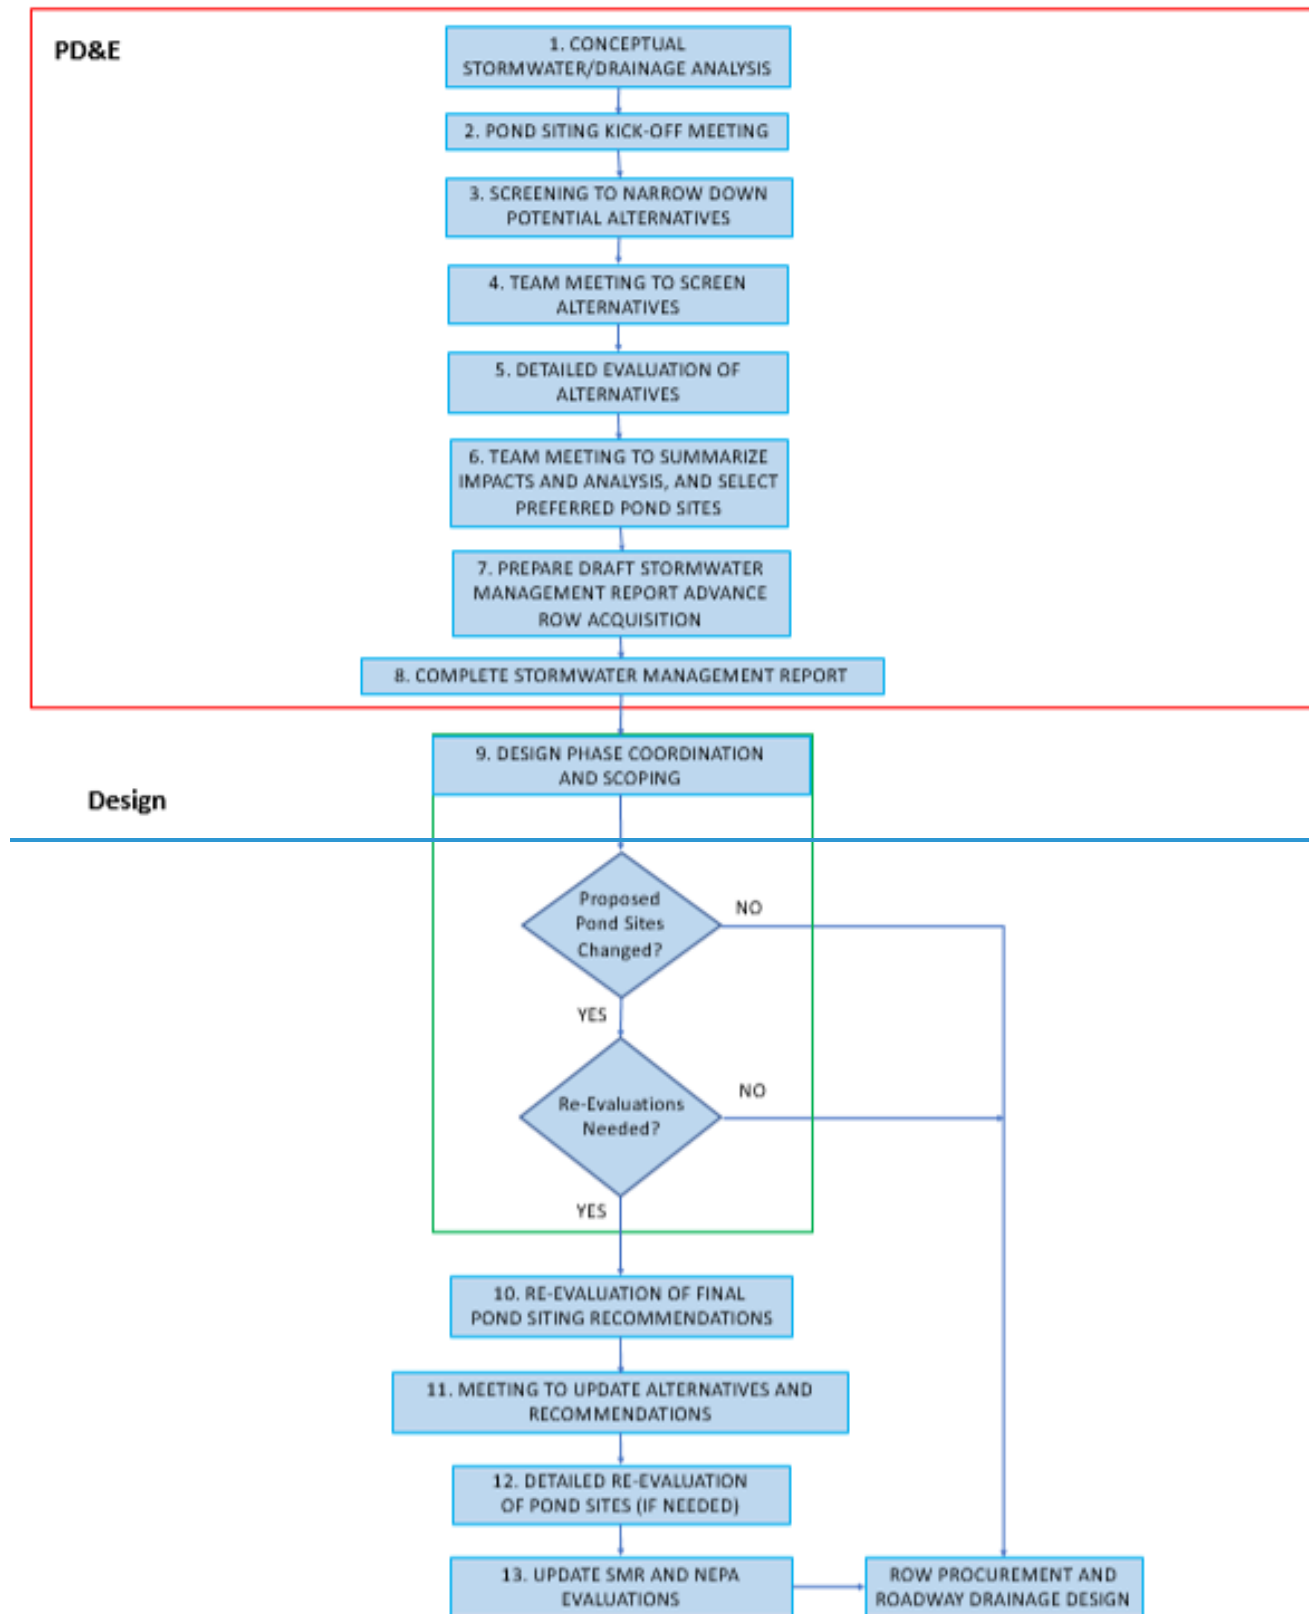 PD&E
1. CONCEPTUAL
STORMWATER/DRAINAGE ANALYSIS
2. POND SITING KICK-OFF MEETING
3. SCREENING TO NARROW DOWN
POTENTIAL ALTERNATIVES
4. TEAM MEETING TO SCREEN
ALTERNATIVES
5. DETAILED EVALUATION OF
ALTERNATIVES
6. TEAM MEETING TO SUMMARIZE
IMPACTS AND ANALYSIS, AND SELECT
PREFERRED POND SITES
7. PREPARE DRAFT STORMWATER
MANAGEMENT REPORT ADVANCE
ROW ACQUISITION
8. COMPLETE STORMWATER MANAGEMENT REPORT
9. DESIGN PHASE COORDINATION
AND SCOPING
Design
Proposed
Pond Sites
Changed?
NO
YES
Re-Evaluations
Needed?
NO
YES
10. RE-EVALUATION OF FINAL
POND SITING RECOMMENDATIONS
11. MEETING TO UPDATE ALTERNATIVES AND
RECOMMENDATIONS
12. DETAILED RE-EVALUATION
OF POND SITES (IF NEEDED)
13. UPDATE SMR AND NEPA
EVALUATIONS
ROW PROCUREMENT AND
ROADWAY DRAINAGE DESIGN